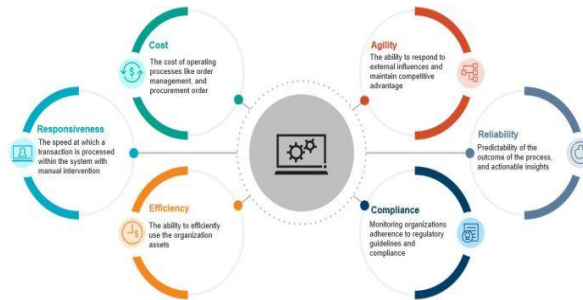 Cost
The cost of operating
processes like order
management, and
procurement order
Agility
The ability to respond to
external influences and
maintain competitive
advantage
Responsiveness
The speed at which a
transaction is processed
within the system with
manual intervention
Reliability
Predictability of the
outcome of the process,
and actionable insights
Efficiency
The ability to efficiently
use the organization
assets
Compliance
Monitoring organizations
adherence to regulatory
guidelines and
compliance